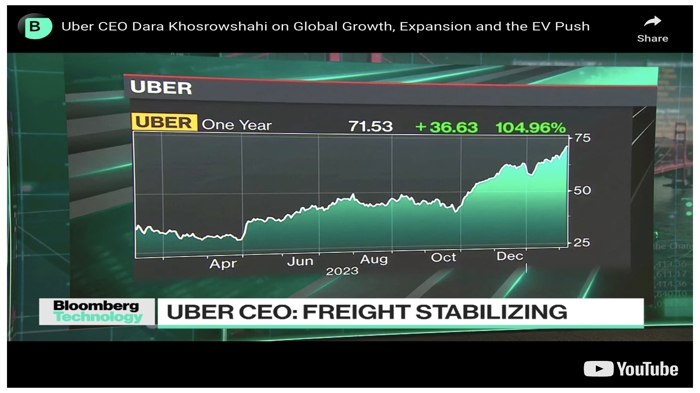 B
Uber CEO Dara Khosrowshahi on Global Growth, Expansion and the EV Push
Share
UBER
UBER One Year 71.53 +36.63 104.96%
75
50
25
Apr Jun Aug Oct Dec
2023
Bloomberg
Technology
UBER CEO: FREIGHT STABILIZING
YouTube